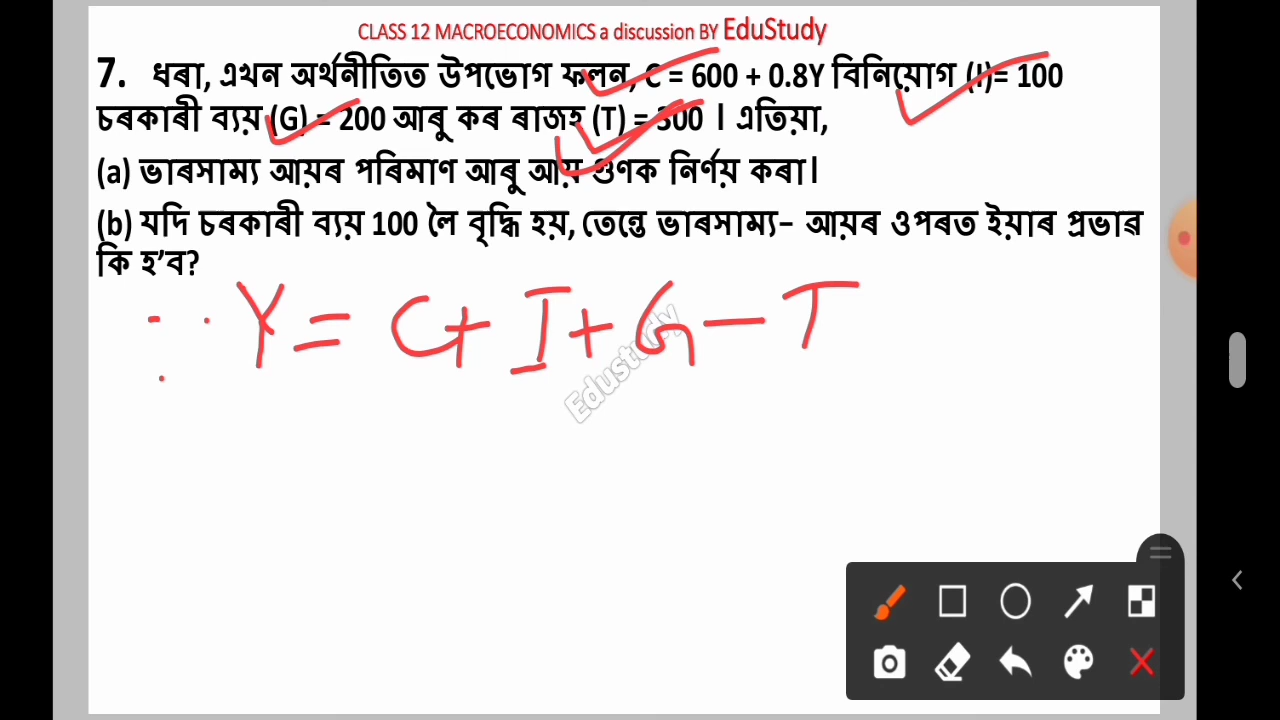 CLASS 12 MACROECONOMICS a discussion BY EduStudy
7. ধৰা, এখন অৰ্থনীতিত উপভোগ ফলন, C = 600 + 0.8Y বিনিয়োগ (I)= 100
চৰকাৰী ব্যয় (G) = 200 আৰু কৰ ৰাজহ (T) = 300 । এতিয়া,
(a) ভাৰসাম্য আয়ৰ পৰিমাণ আৰু আয় গুণক নিৰ্ণয় কৰা।
(b) যদি চৰকাৰী ব্যয় 100 লৈ বৃদ্ধি হয়, তেন্তে ভাৰসাম্য– আয়ৰ ওপৰত ইয়াৰ প্ৰভাৱ
কি হ’ব?
∵ Y = C + I + G – T
Edustudy